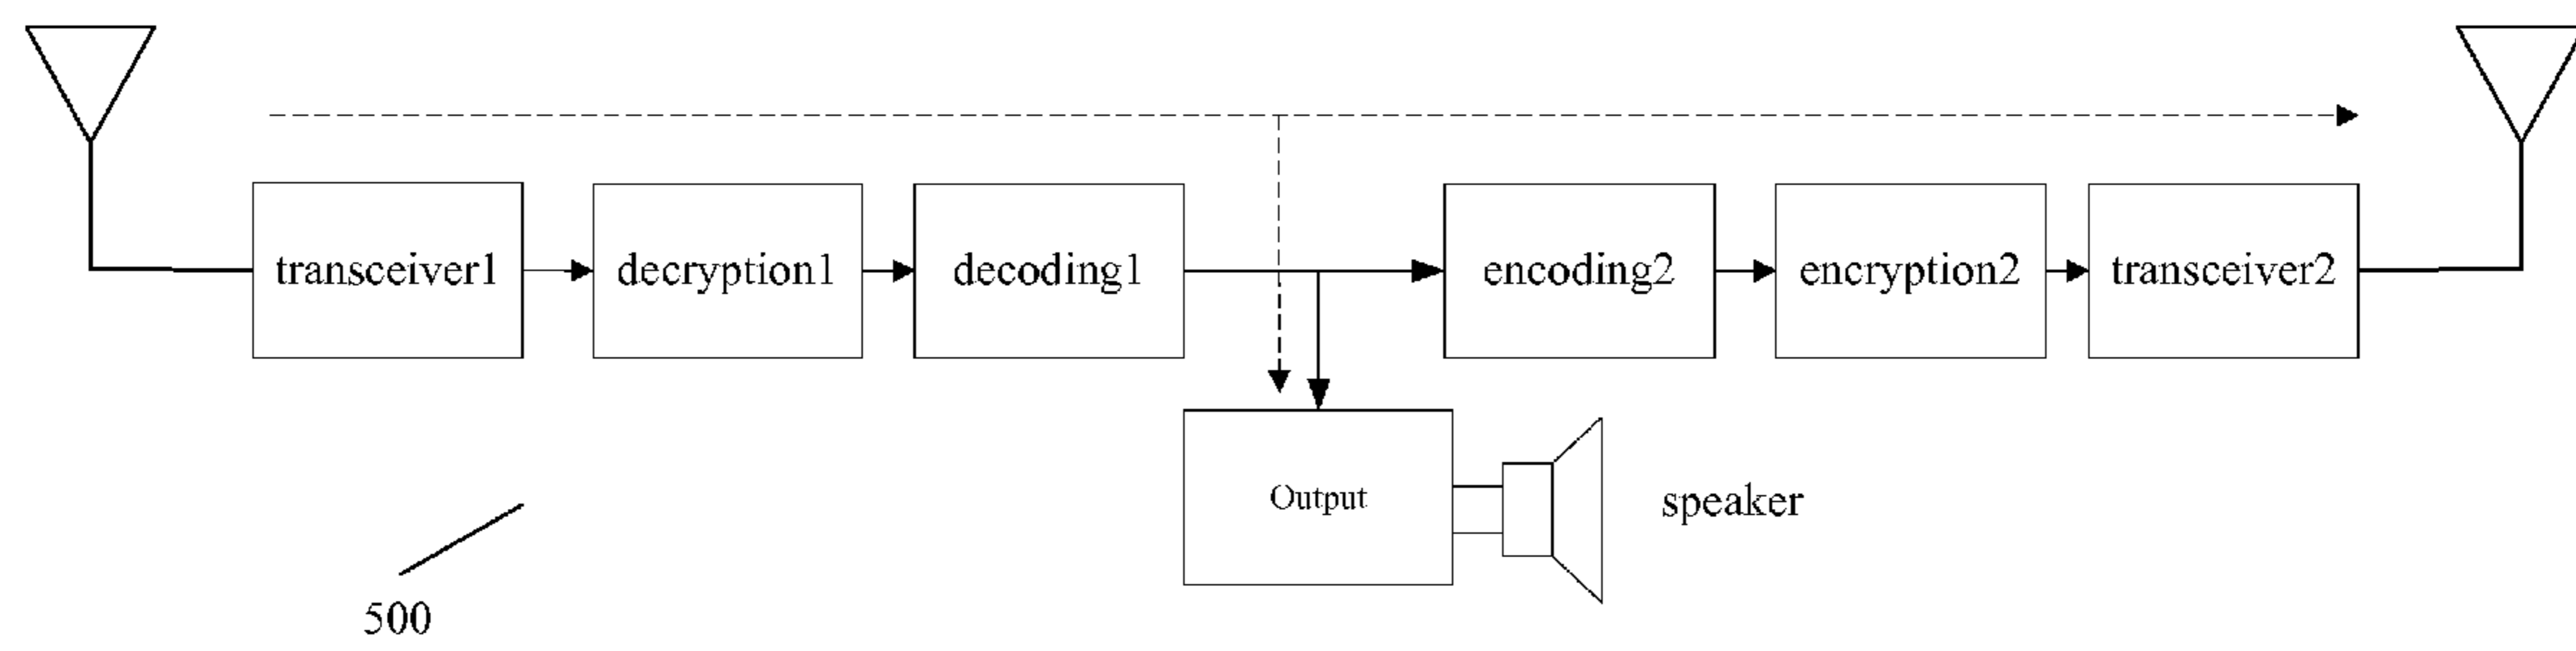 transceiver1
decryption1
decoding1
encoding2
encryption2
transceiver2
Output
speaker
500